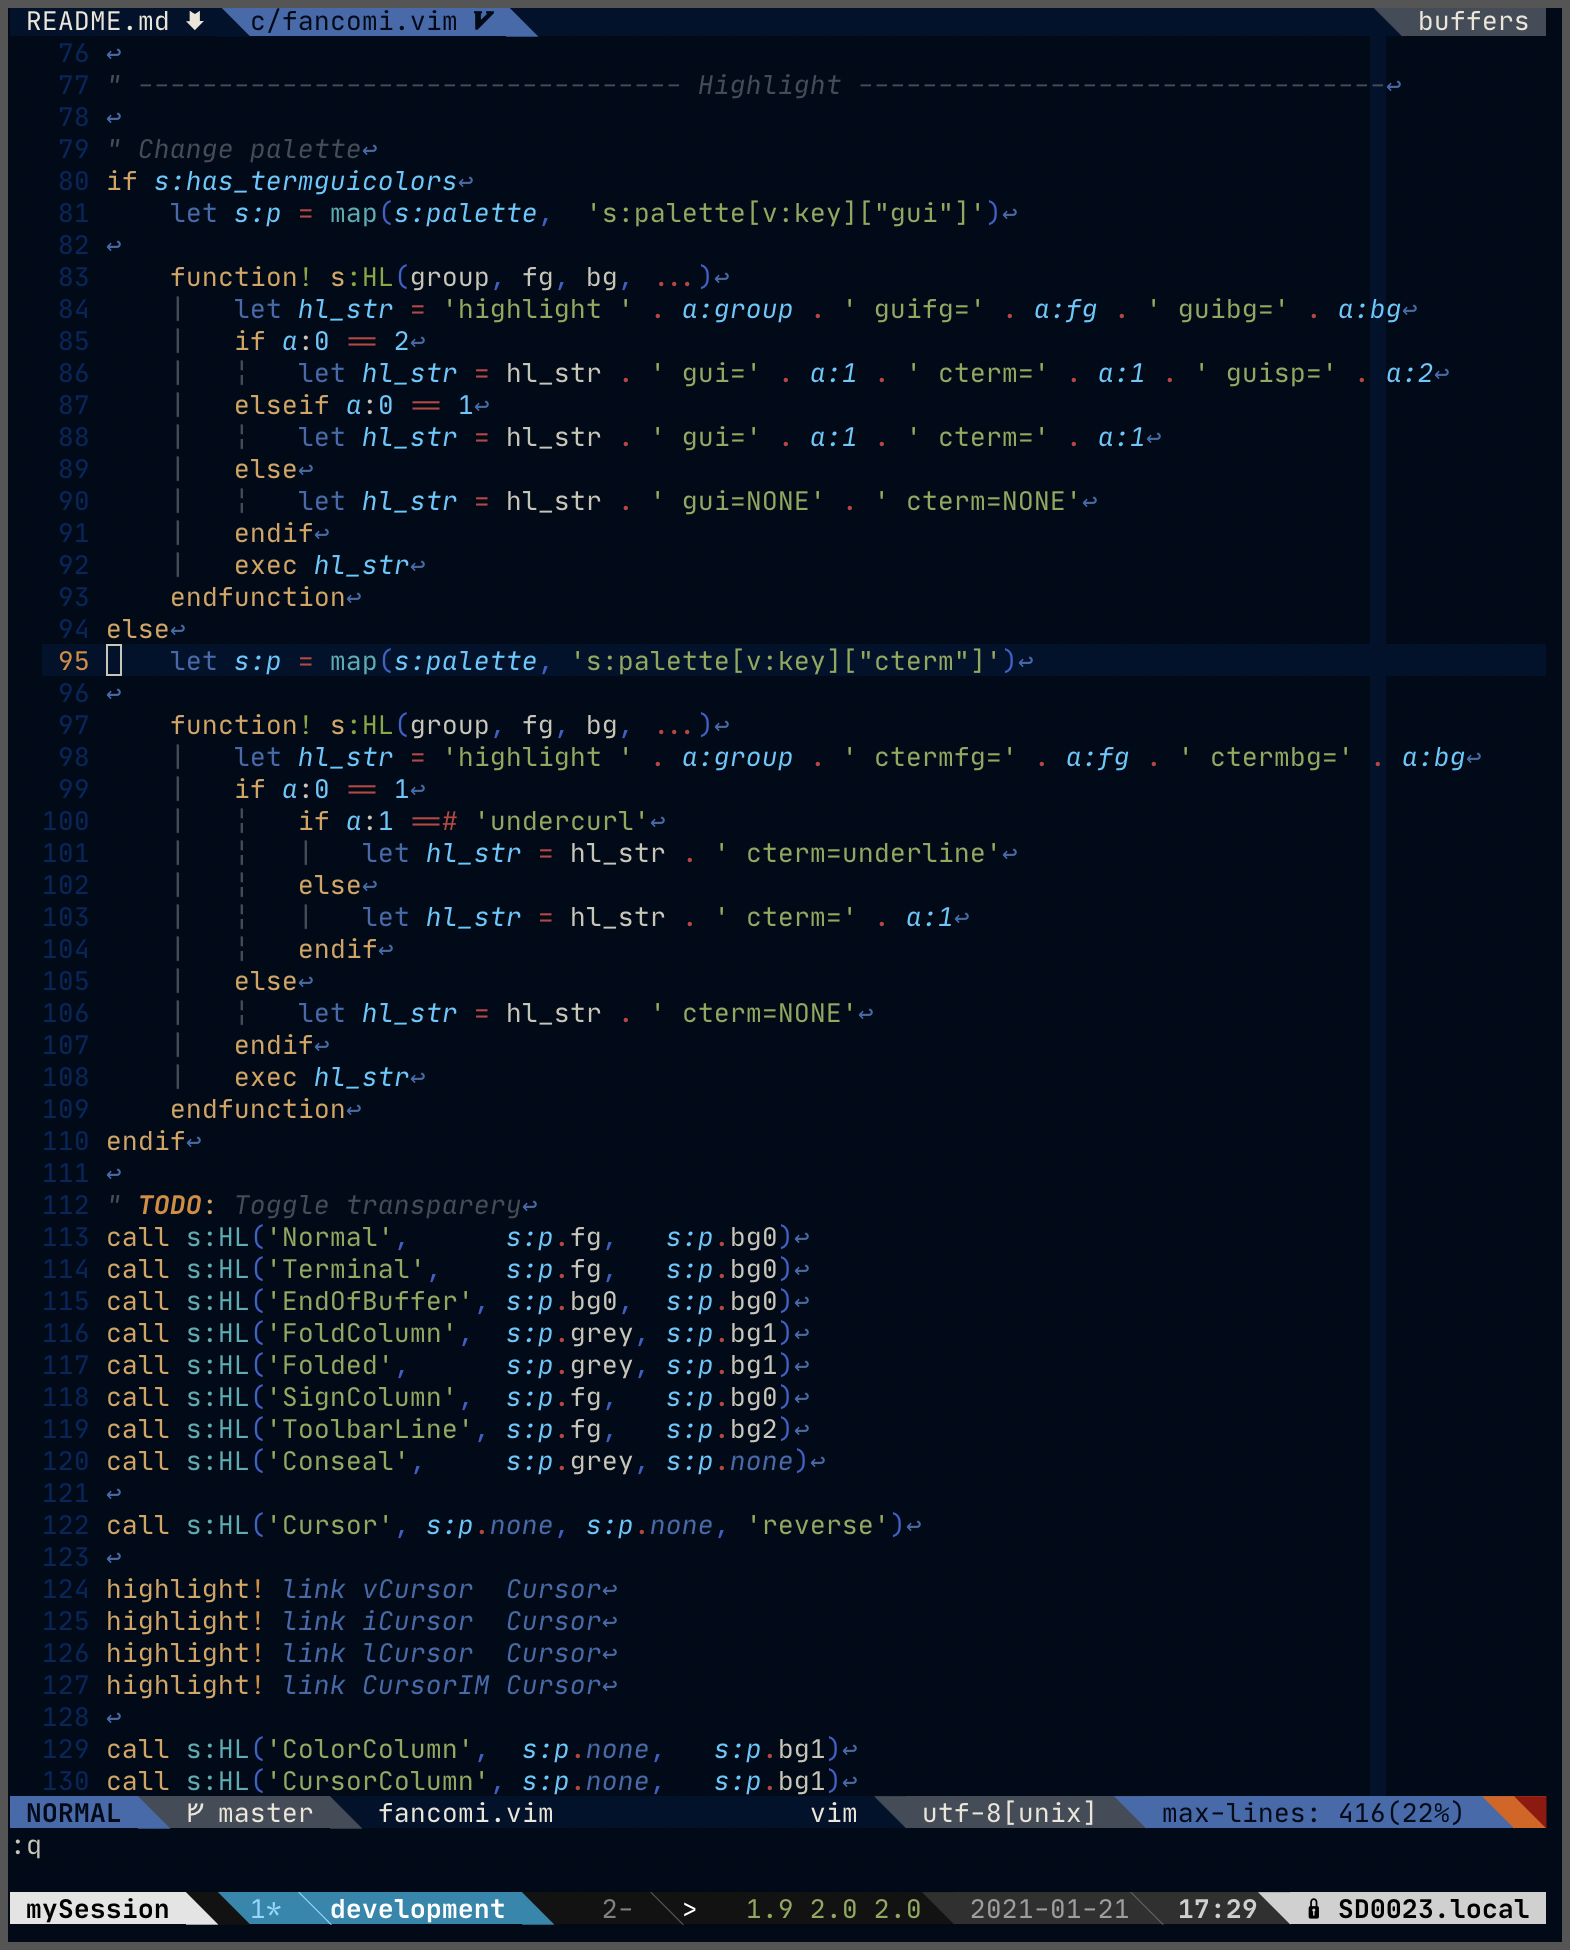 README.md c/fancomi.vim buffers
76
77 " ---------------------------------- Highlight ---------------------------------
78
79 " Change palette
80 if s:has_termguicolors
81     let s:p = map(s:palette,  's:palette[v:key]["gui"]')
82
83     function! s:HL(group, fg, bg, ...)
84         let hl_str = 'highlight ' . a:group . ' guifg=' . a:fg . ' guibg=' . a:bg
85         if a:0 == 2
86             let hl_str = hl_str . ' gui=' . a:1 . ' cterm=' . a:1 . ' guisp=' . a:2
87         elseif a:0 == 1
88             let hl_str = hl_str . ' gui=' . a:1 . ' cterm=' . a:1
89         else
90             let hl_str = hl_str . ' gui=NONE' . ' cterm=NONE'
91         endif
92         exec hl_str
93     endfunction
94 else
95     let s:p = map(s:palette, 's:palette[v:key]["cterm"]')
96
97     function! s:HL(group, fg, bg, ...)
98         let hl_str = 'highlight ' . a:group . ' ctermfg=' . a:fg . ' ctermbg=' . a:bg
99         if a:0 == 1
100             if a:1 ==# 'undercurl'
101                 let hl_str = hl_str . ' cterm=underline'
102             else
103                 let hl_str = hl_str . ' cterm=' . a:1
104             endif
105         else
106             let hl_str = hl_str . ' cterm=NONE'
107         endif
108         exec hl_str
109     endfunction
110 endif
111
112 " TODO: Toggle transparery
113 call s:HL('Normal',      s:p.fg,   s:p.bg0)
114 call s:HL('Terminal',    s:p.fg,   s:p.bg0)
115 call s:HL('EndOfBuffer', s:p.bg0,  s:p.bg0)
116 call s:HL('FoldColumn',  s:p.grey, s:p.bg1)
117 call s:HL('Folded',      s:p.grey, s:p.bg1)
118 call s:HL('SignColumn',  s:p.fg,   s:p.bg0)
119 call s:HL('ToolbarLine', s:p.fg,   s:p.bg2)
120 call s:HL('Conseal',     s:p.grey, s:p.none)
121
122 call s:HL('Cursor', s:p.none, s:p.none, 'reverse')
123
124 highlight! link vCursor  Cursor
125 highlight! link iCursor  Cursor
126 highlight! link lCursor  Cursor
127 highlight! link CursorIM Cursor
128
129 call s:HL('ColorColumn',  s:p.none,   s:p.bg1)
130 call s:HL('CursorColumn', s:p.none,   s:p.bg1)
NORMAL master fancomi.vim vim utf-8[unix] max-lines: 416(22%)
:q
mySession 1* development 2- > 1.9 2.0 2.0 2021-01-21 17:29 SD0023.local